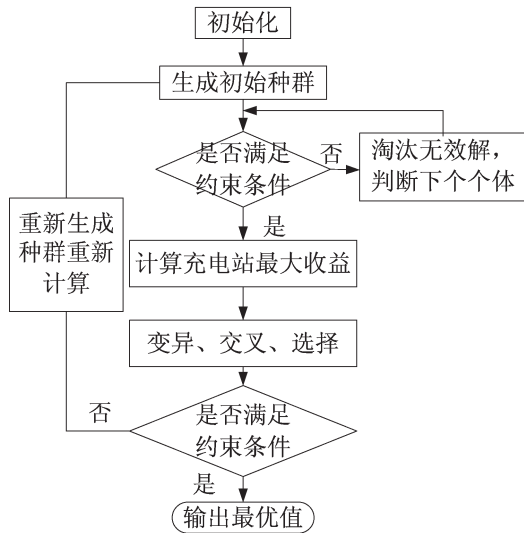 初始化
生成初始种群
是否满足
约束条件
否
淘汰无效解，
判断下个个体
是
重新生成
种群重新
计算
计算充电站最大收益
变异、交叉、选择
否
是否满足
约束条件
是
输出最优值